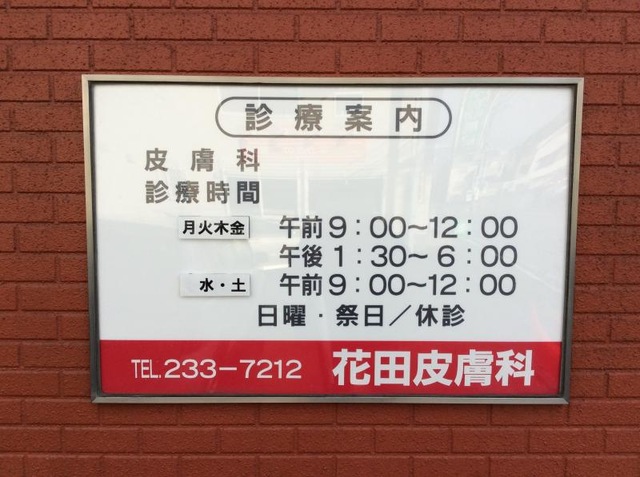 診療案内
皮膚科
診療時間
月火木金 午前9:00〜12:00
午後1:30〜6:00
水・土 午前9:00〜12:00
日曜・祭日／休診
TEL.233-7212 花田皮膚科